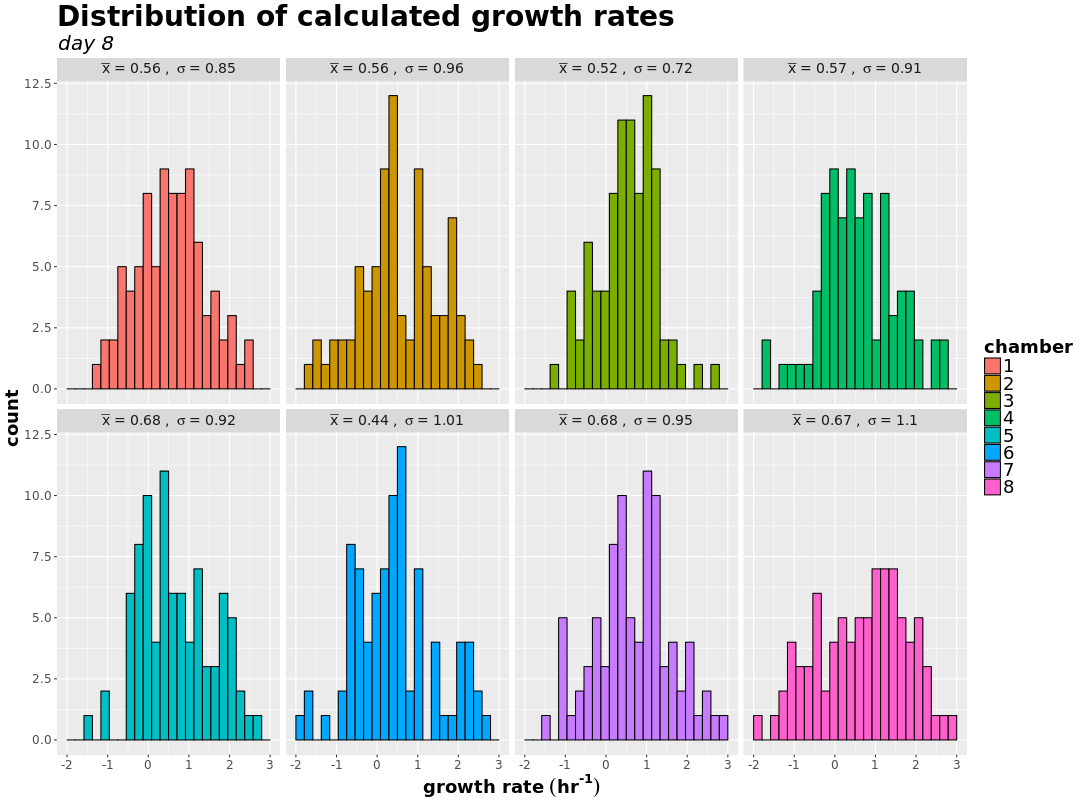 Distribution of calculated growth rates
day 8
x̅ = 0.56 , σ = 0.85
x̅ = 0.56 , σ = 0.96
x̅ = 0.52 , σ = 0.72
x̅ = 0.57 , σ = 0.91
12.5
10.0
7.5
5.0
2.5
0.0
x̅ = 0.68 , σ = 0.92
x̅ = 0.44 , σ = 1.01
x̅ = 0.68 , σ = 0.95
x̅ = 0.67 , σ = 1.1
12.5
10.0
7.5
5.0
2.5
0.0
-2 -1 0 1 2 3
-2 -1 0 1 2 3
-2 -1 0 1 2 3
-2 -1 0 1 2 3
count
growth rate (hr⁻¹)
chamber
1
2
3
4
5
6
7
8